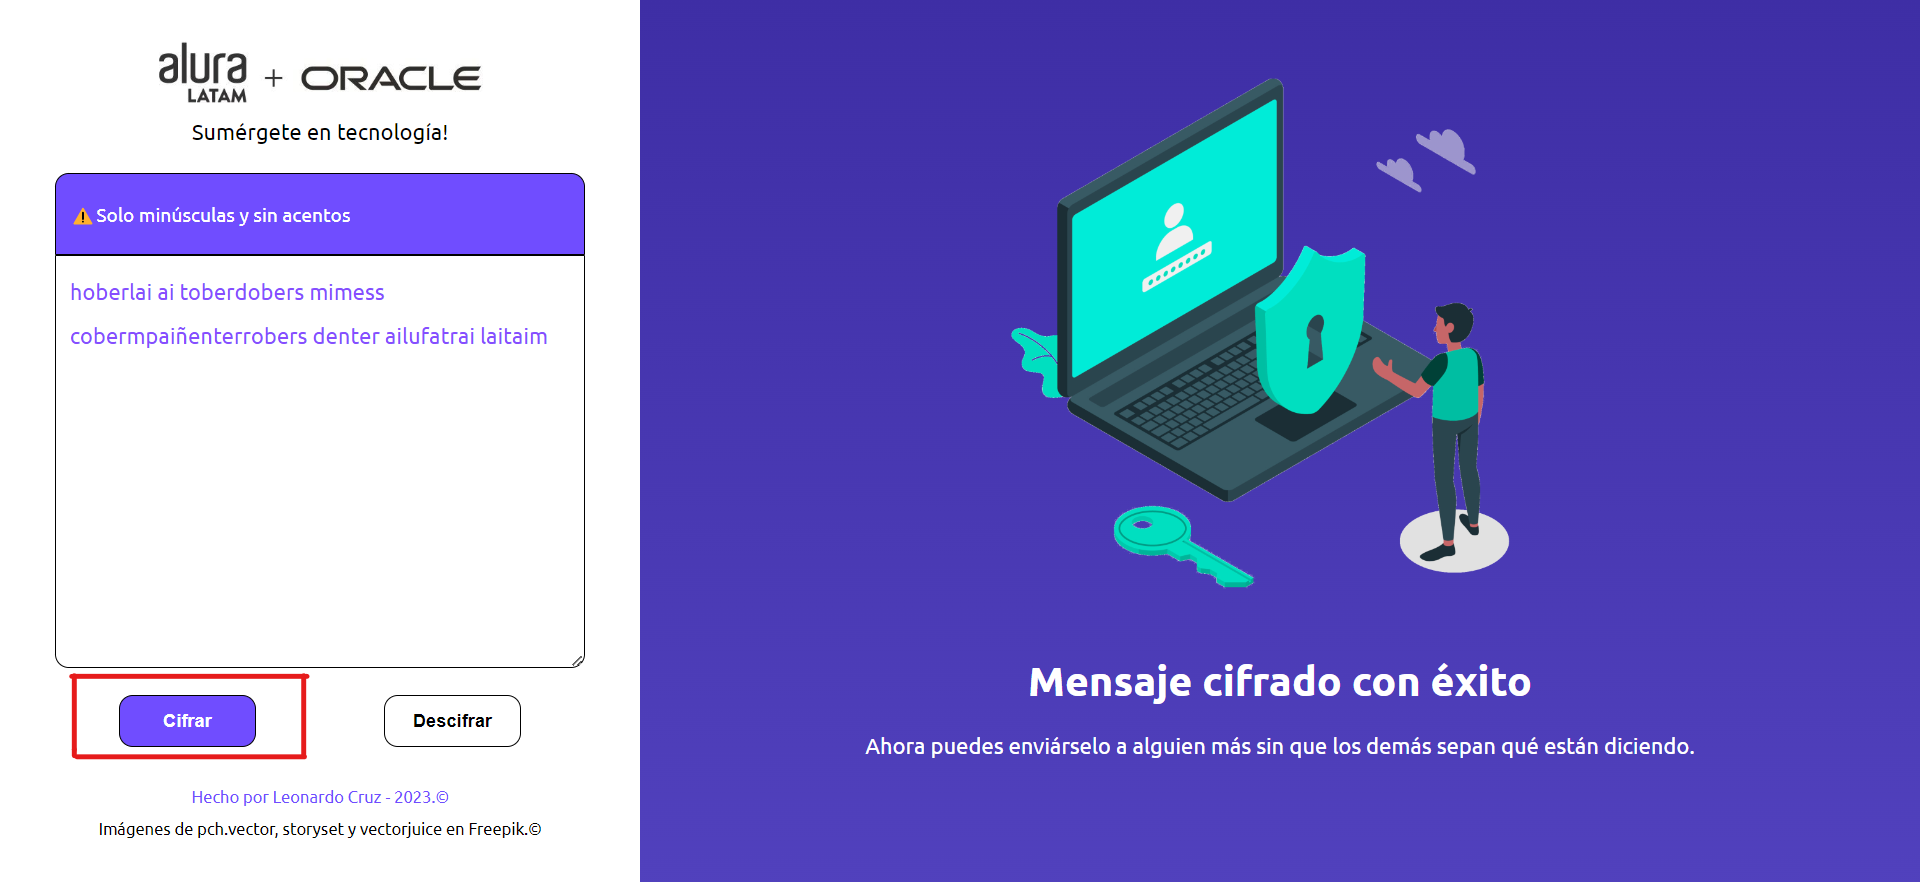 alura
LATAM
+ ORACLE
Sumérgete en tecnología!
⚠️Solo minúsculas y sin acentos
hoberlai ai toberdobers mimess
cobermpaiñenterrobers denter ailufatrai laitaim
Cifrar
Descifrar
Hecho por Leonardo Cruz - 2023.©
Imágenes de pch.vector, storyset y vectorjuice en Freepik.©
Mensaje cifrado con éxito
Ahora puedes enviárselo a alguien más sin que los demás sepan qué están diciendo.